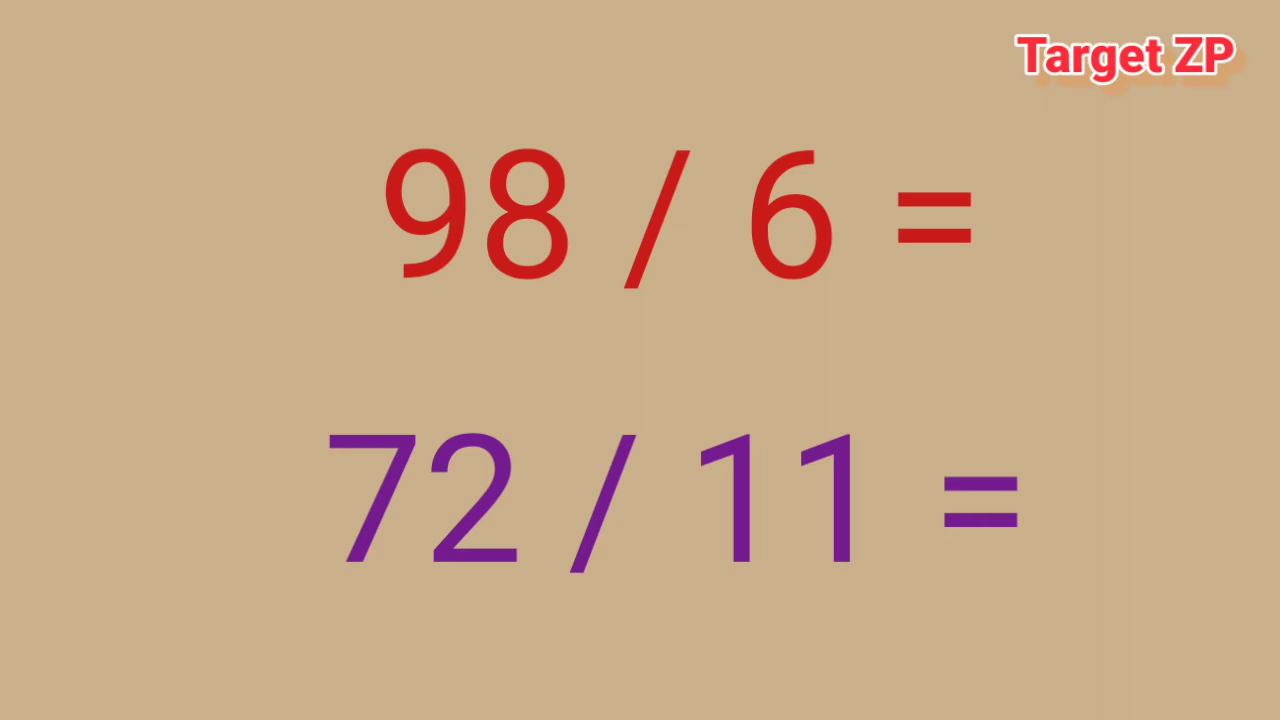 Target ZP
98 / 6 =
72 / 11 =